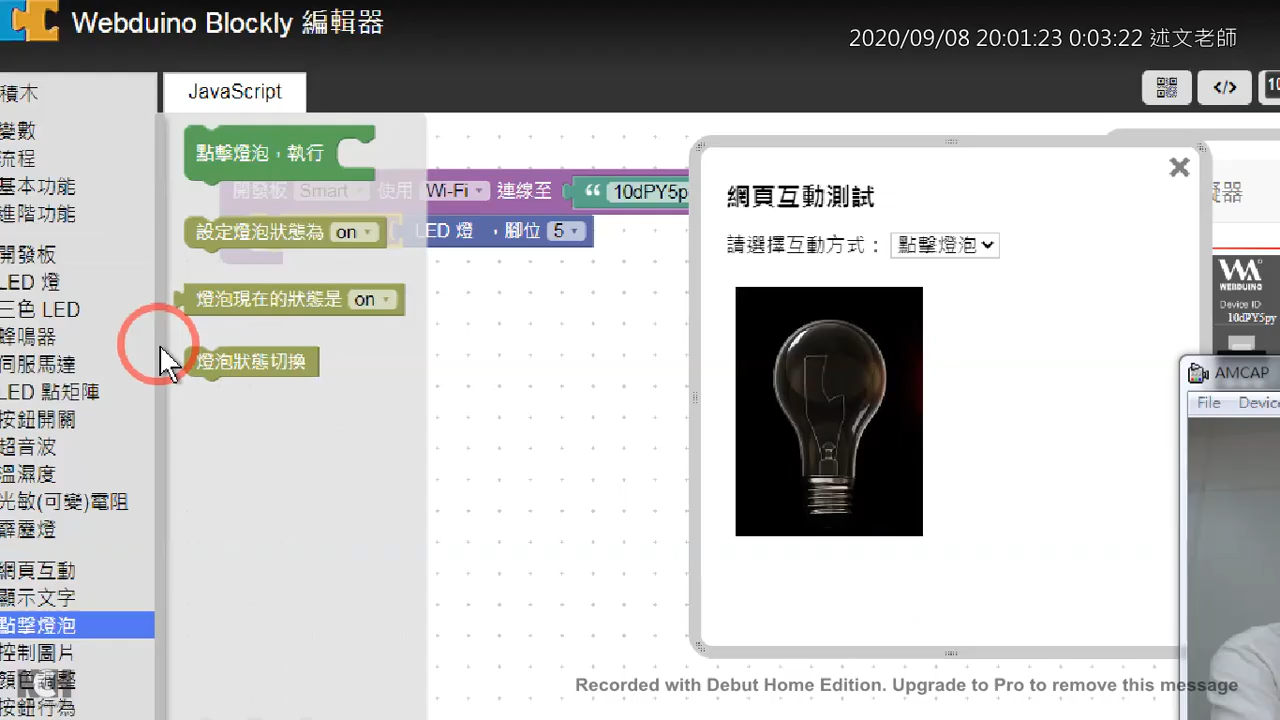 Webduino Blockly 編輯器
2020/09/08 20:01:23 0:03:22 述文老師
積木
JavaScript
</>
變數
流程
基本功能
進階功能
開發板
LED 燈
三色 LED
蜂鳴器
伺服馬達
LED 點矩陣
按鈕開關
超音波
溫濕度
光敏(可變)電阻
霹靂燈
網頁互動
顯示文字
點擊燈泡
控制圖片
顏色調整
按鈕行為
點擊燈泡,執行
開發板 Smart 使用 Wi-Fi 連線至 “ 10dPY5p
設定燈泡狀態為 on
LED 燈 ,腳位 5
燈泡現在的狀態是 on
燈泡狀態切換
網頁互動測試
請選擇互動方式: 點擊燈泡
WEBDUINO
Device ID:
10dPY5py
AMCAP
File Device
Recorded with Debut Home Edition. Upgrade to Pro to remove this message